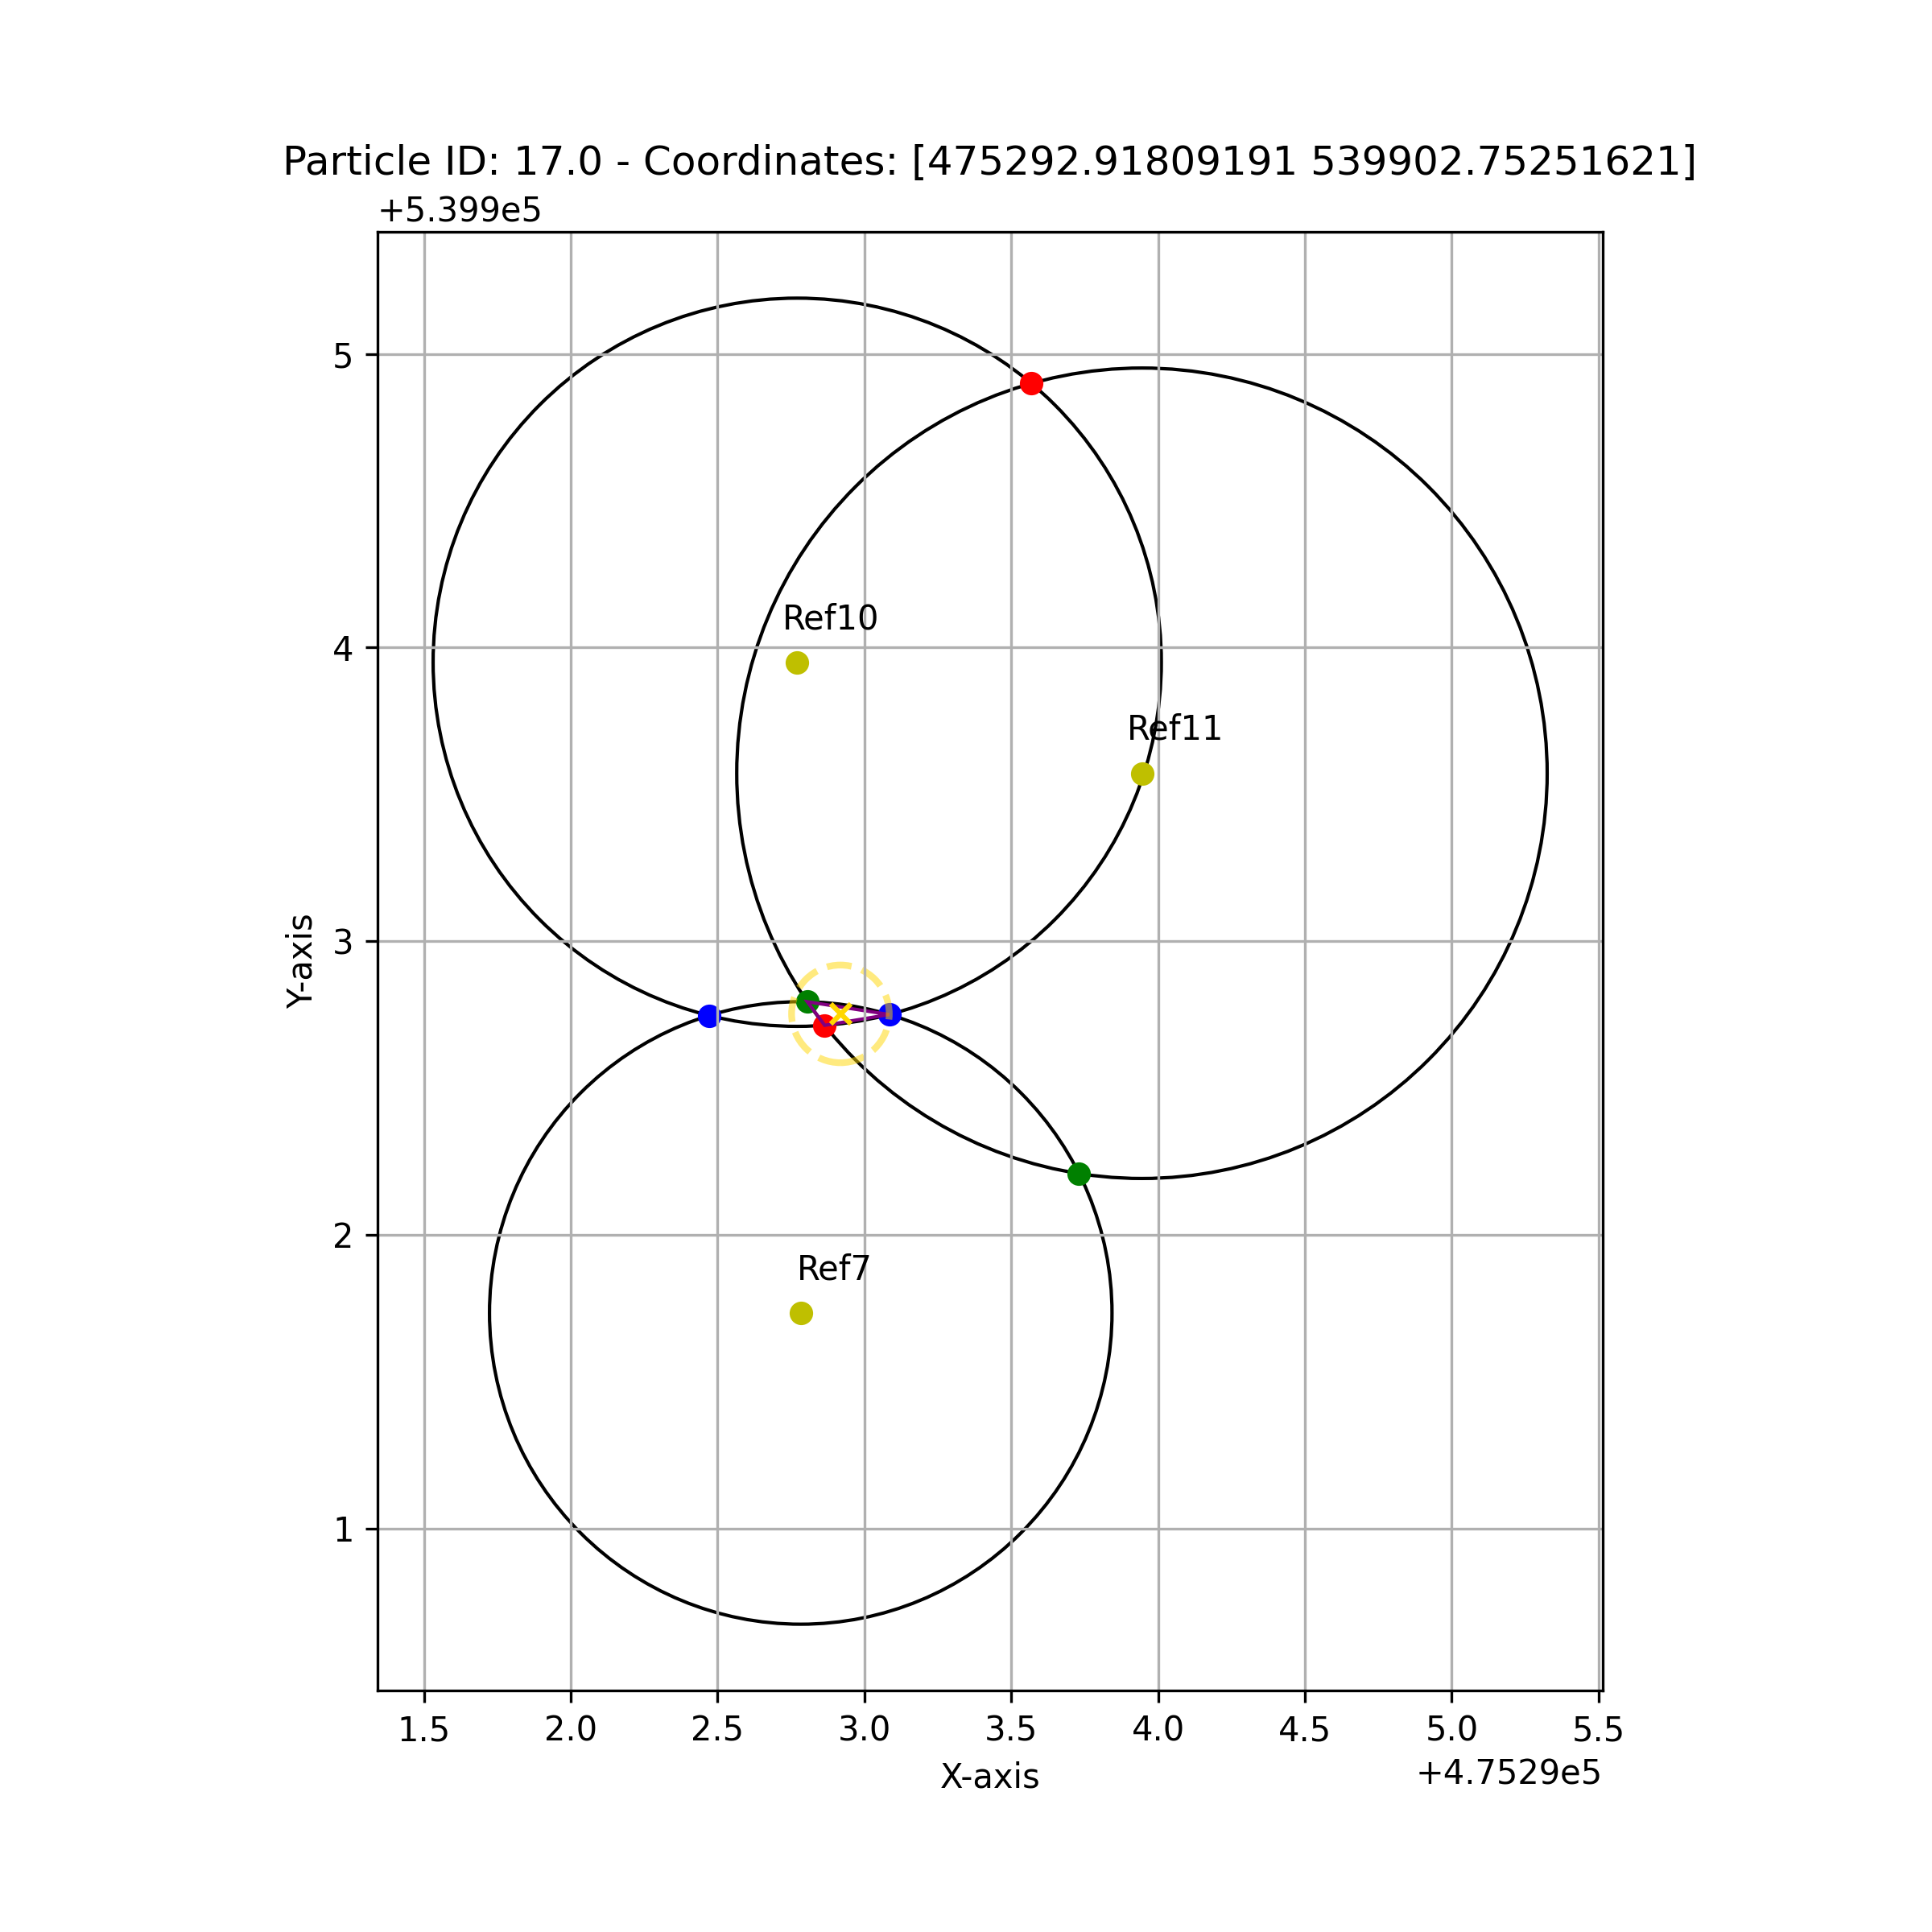 Particle ID: 17.0 - Coordinates: [475292.91809191 539902.75251621]
+5.399e5
5
Ref10
4
Ref11
Y-axis
3
2
Ref7
1
1.5 2.0 2.5 3.0 3.5 4.0 4.5 5.0 5.5
X-axis
+4.7529e5